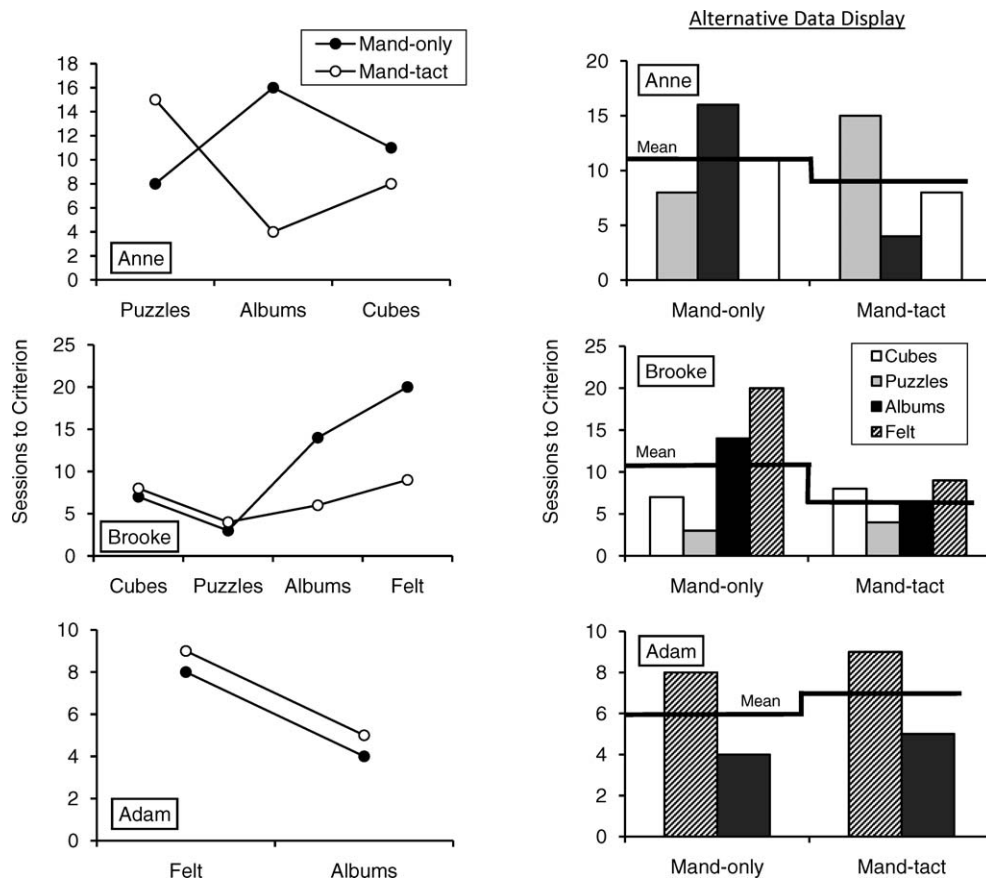 Alternative Data Display
Mand-only
Mand-tact
18
16
14
12
10
8
6
4
2
0
Anne
Puzzles Albums Cubes
20
15
10
5
0
Anne
Mean
Mand-only Mand-tact
Sessions to Criterion
25
20
15
10
5
0
Brooke
Cubes Puzzles Albums Felt
Sessions to Criterion
25
20
15
10
5
0
Brooke
Mean
Cubes
Puzzles
Albums
Felt
Mand-only Mand-tact
10
8
6
4
2
0
Adam
Felt Albums
10
8
6
4
2
0
Adam
Mean
Mand-only Mand-tact